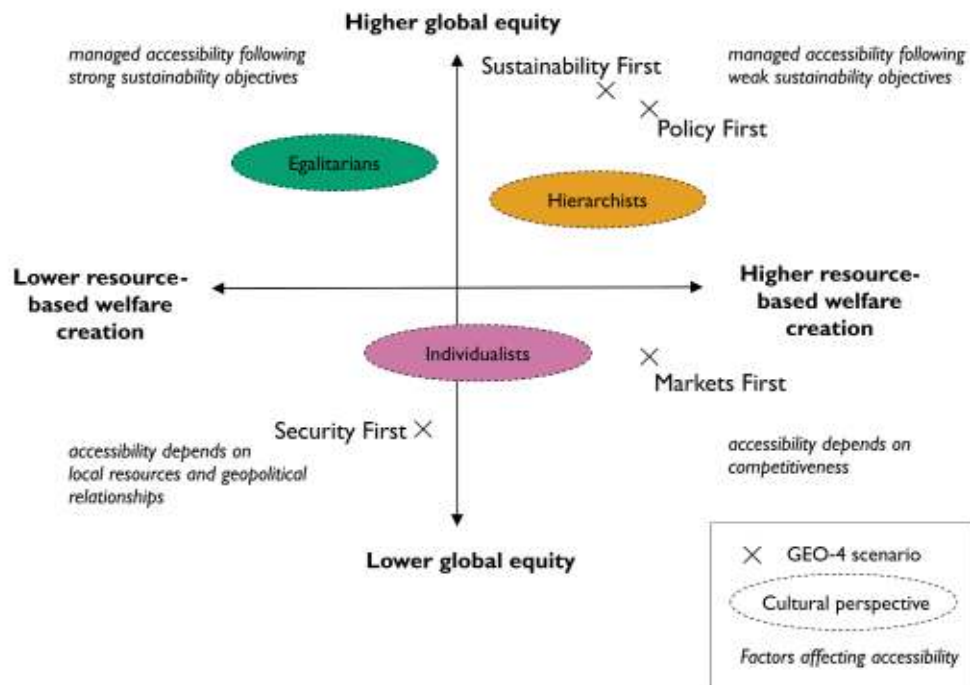 Higher global equity
managed accessibility following
strong sustainability objectives
managed accessibility following
weak sustainability objectives
Sustainability First
Policy First
Egalitarians
Hierarchists
Lower resource-
based welfare
creation
Higher resource-
based welfare
creation
Individualists
Markets First
Security First
accessibility depends on
local resources and geopolitical
relationships
accessibility depends on
competitiveness
Lower global equity
GEO-4 scenario
Cultural perspective
Factors affecting accessibility